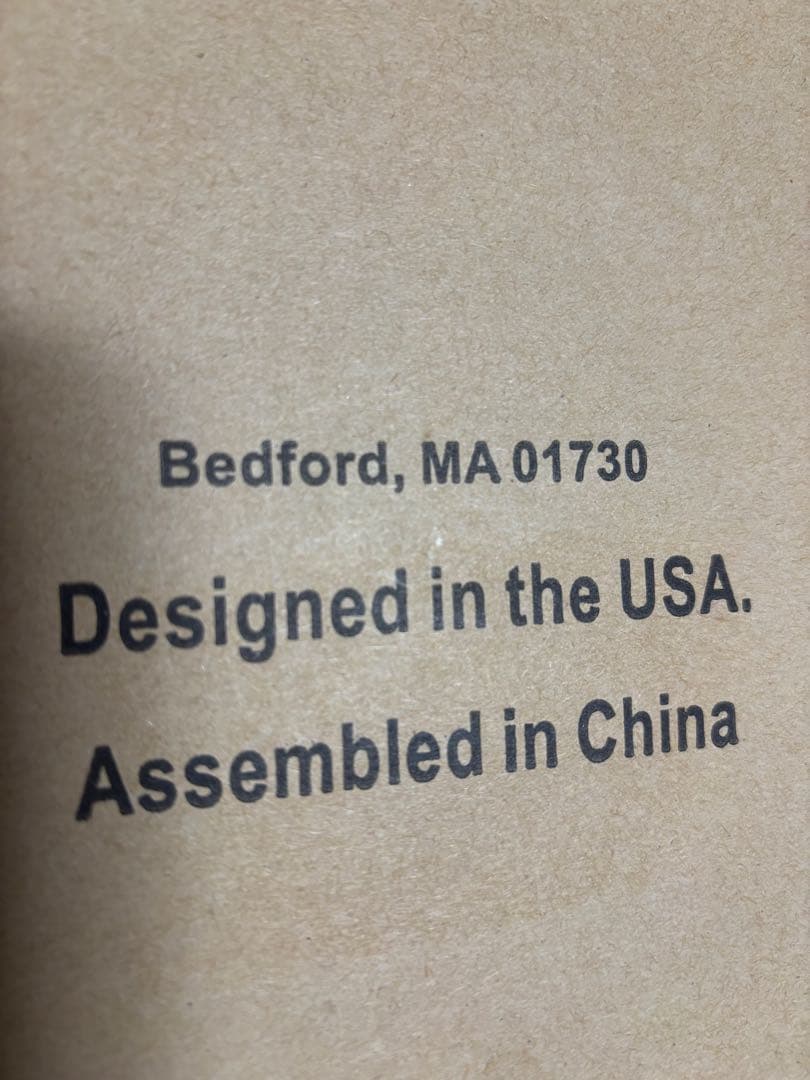 Bedford, MA 01730
Designed in the USA.
Assembled in China